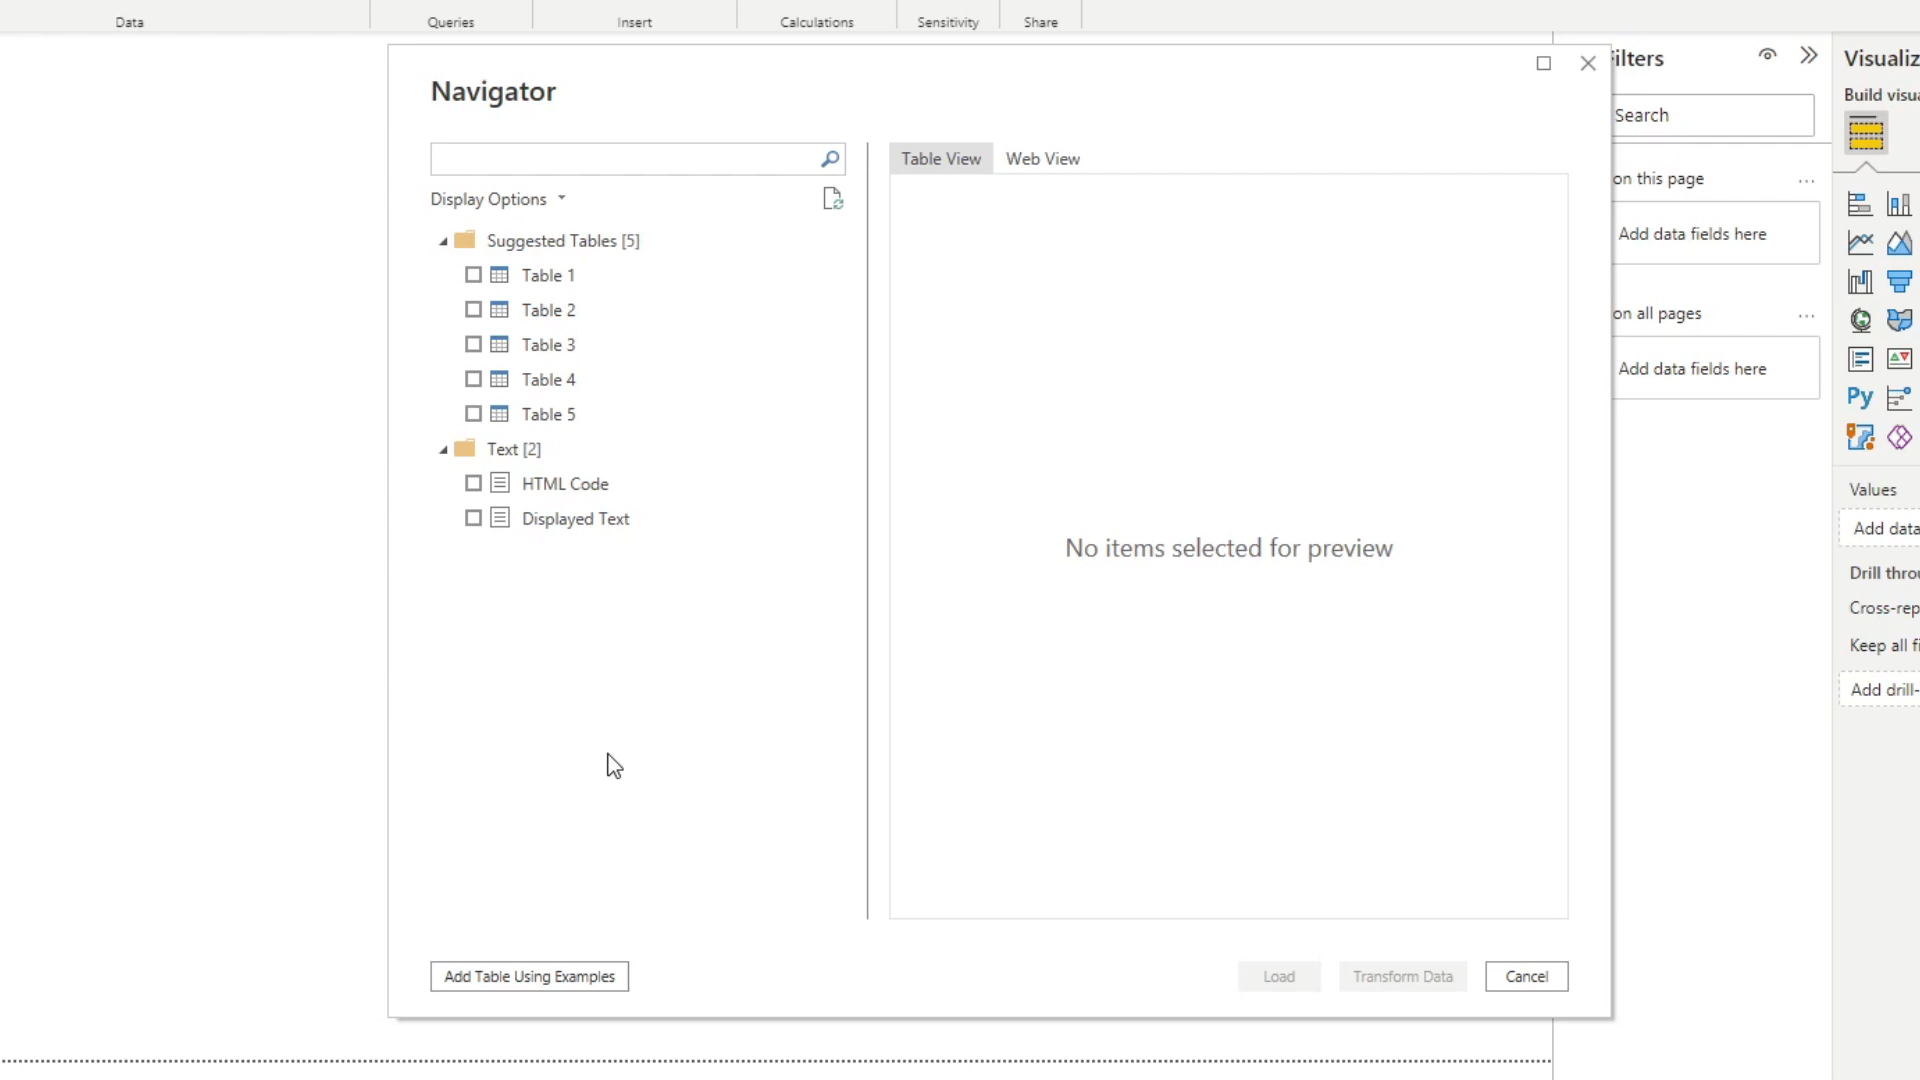 Data
Queries
Insert
Calculations
Sensitivity
Share
Navigator
Display Options
Suggested Tables [5]
Table 1
Table 2
Table 3
Table 4
Table 5
Text [2]
HTML Code
Displayed Text
Table View
Web View
No items selected for preview
Add Table Using Examples
Load
Transform Data
Cancel
ilters
Search
on this page
...
Add data fields here
on all pages
...
Add data fields here
Visualiz
Build visua
Py
Values
Add data
Drill throu
Cross-rep
Keep all fi
Add drill-